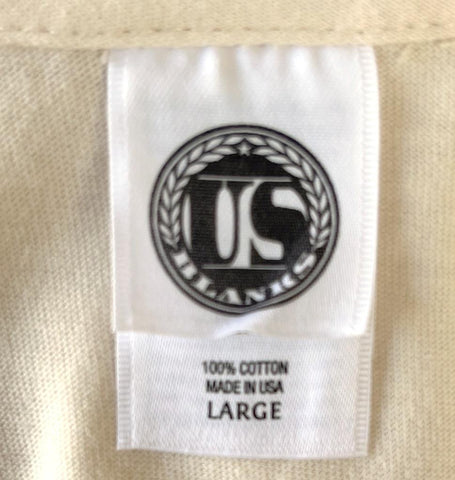 US
BLANKS
100% COTTON
MADE IN USA
LARGE